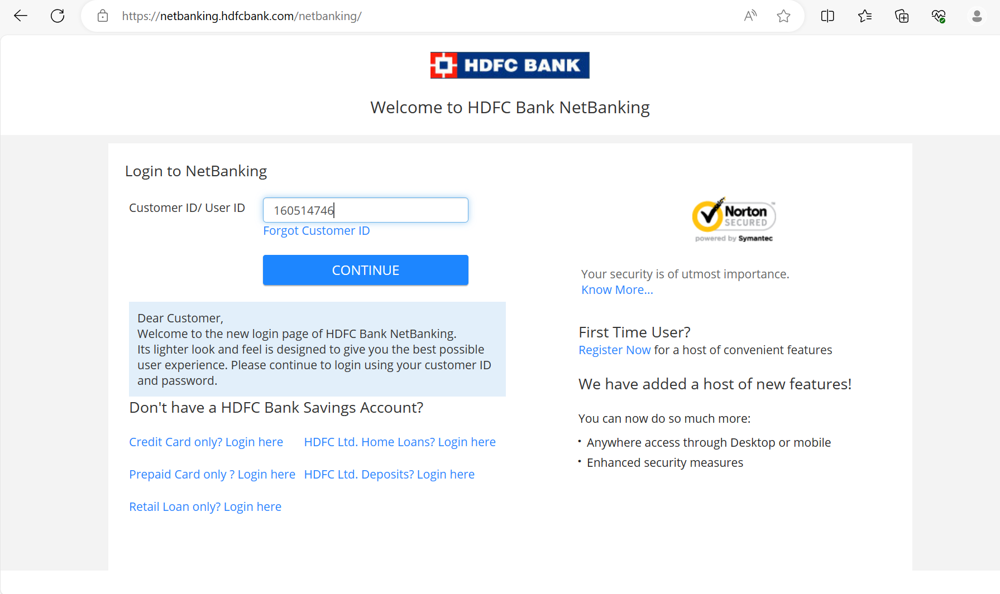 https://netbanking.hdfcbank.com/netbanking/
HDFC BANK
Welcome to HDFC Bank NetBanking
Login to NetBanking
Customer ID/ User ID
160514746
Forgot Customer ID
CONTINUE
Dear Customer,
Welcome to the new login page of HDFC Bank NetBanking.
Its lighter look and feel is designed to give you the best possible
user experience. Please continue to login using your customer ID
and password.
Don't have a HDFC Bank Savings Account?
Credit Card only? Login here
HDFC Ltd. Home Loans? Login here
Prepaid Card only ? Login here
HDFC Ltd. Deposits? Login here
Retail Loan only? Login here
Norton
SECURED
powered by Symantec
Your security is of utmost importance.
Know More...
First Time User?
Register Now for a host of convenient features
We have added a host of new features!
You can now do so much more:
• Anywhere access through Desktop or mobile
• Enhanced security measures